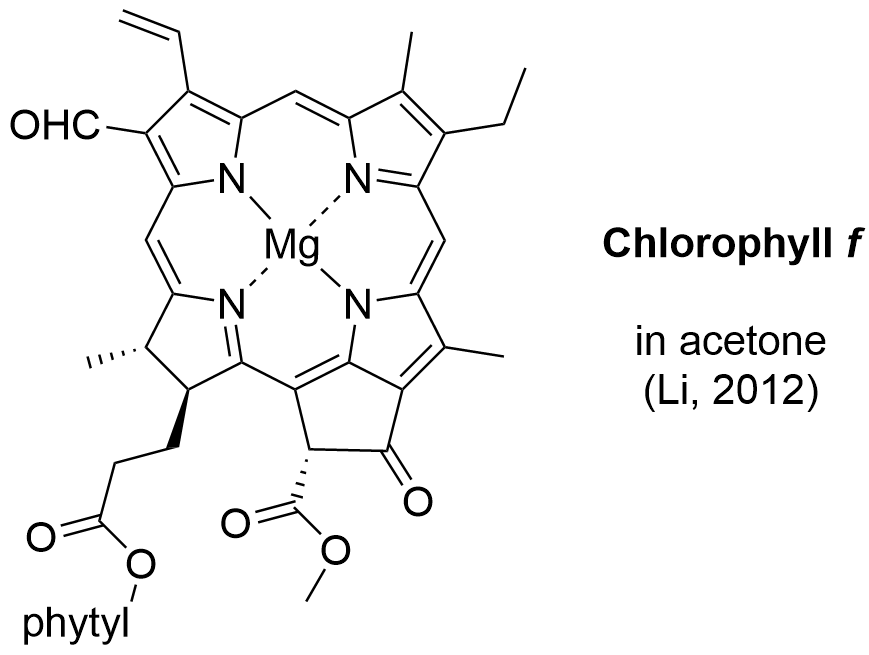 OHC
N
N
Mg
Chlorophyll f
N
N
in acetone
(Li, 2012)
O
O
O
O
O
phytyl